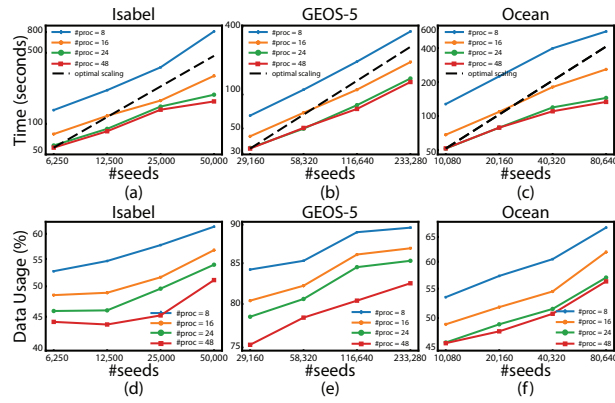 Isabel
GEOS-5
Ocean
Time (seconds)
800
500
100
50
#proc = 8
#proc = 16
#proc = 24
#proc = 48
optimal scaling
6,250
12,500
25,000
50,000
#seeds
(a)
400
100
50
30
#proc = 8
#proc = 16
#proc = 24
#proc = 48
optimal scaling
29,160
58,320
116,640
233,280
#seeds
(b)
600
400
200
100
50
#proc = 8
#proc = 16
#proc = 24
#proc = 48
optimal scaling
10,080
20,160
40,320
80,640
#seeds
(c)
Isabel
GEOS-5
Ocean
Data Usage (%)
60
55
50
45
40
#proc = 8
#proc = 16
#proc = 24
#proc = 48
6,250
12,500
25,000
50,000
#seeds
(d)
90
85
80
75
#proc = 8
#proc = 16
#proc = 24
#proc = 48
29,160
58,320
116,640
233,280
#seeds
(e)
65
60
55
50
45
#proc = 8
#proc = 16
#proc = 24
#proc = 48
10,080
20,160
40,320
80,640
#seeds
(f)